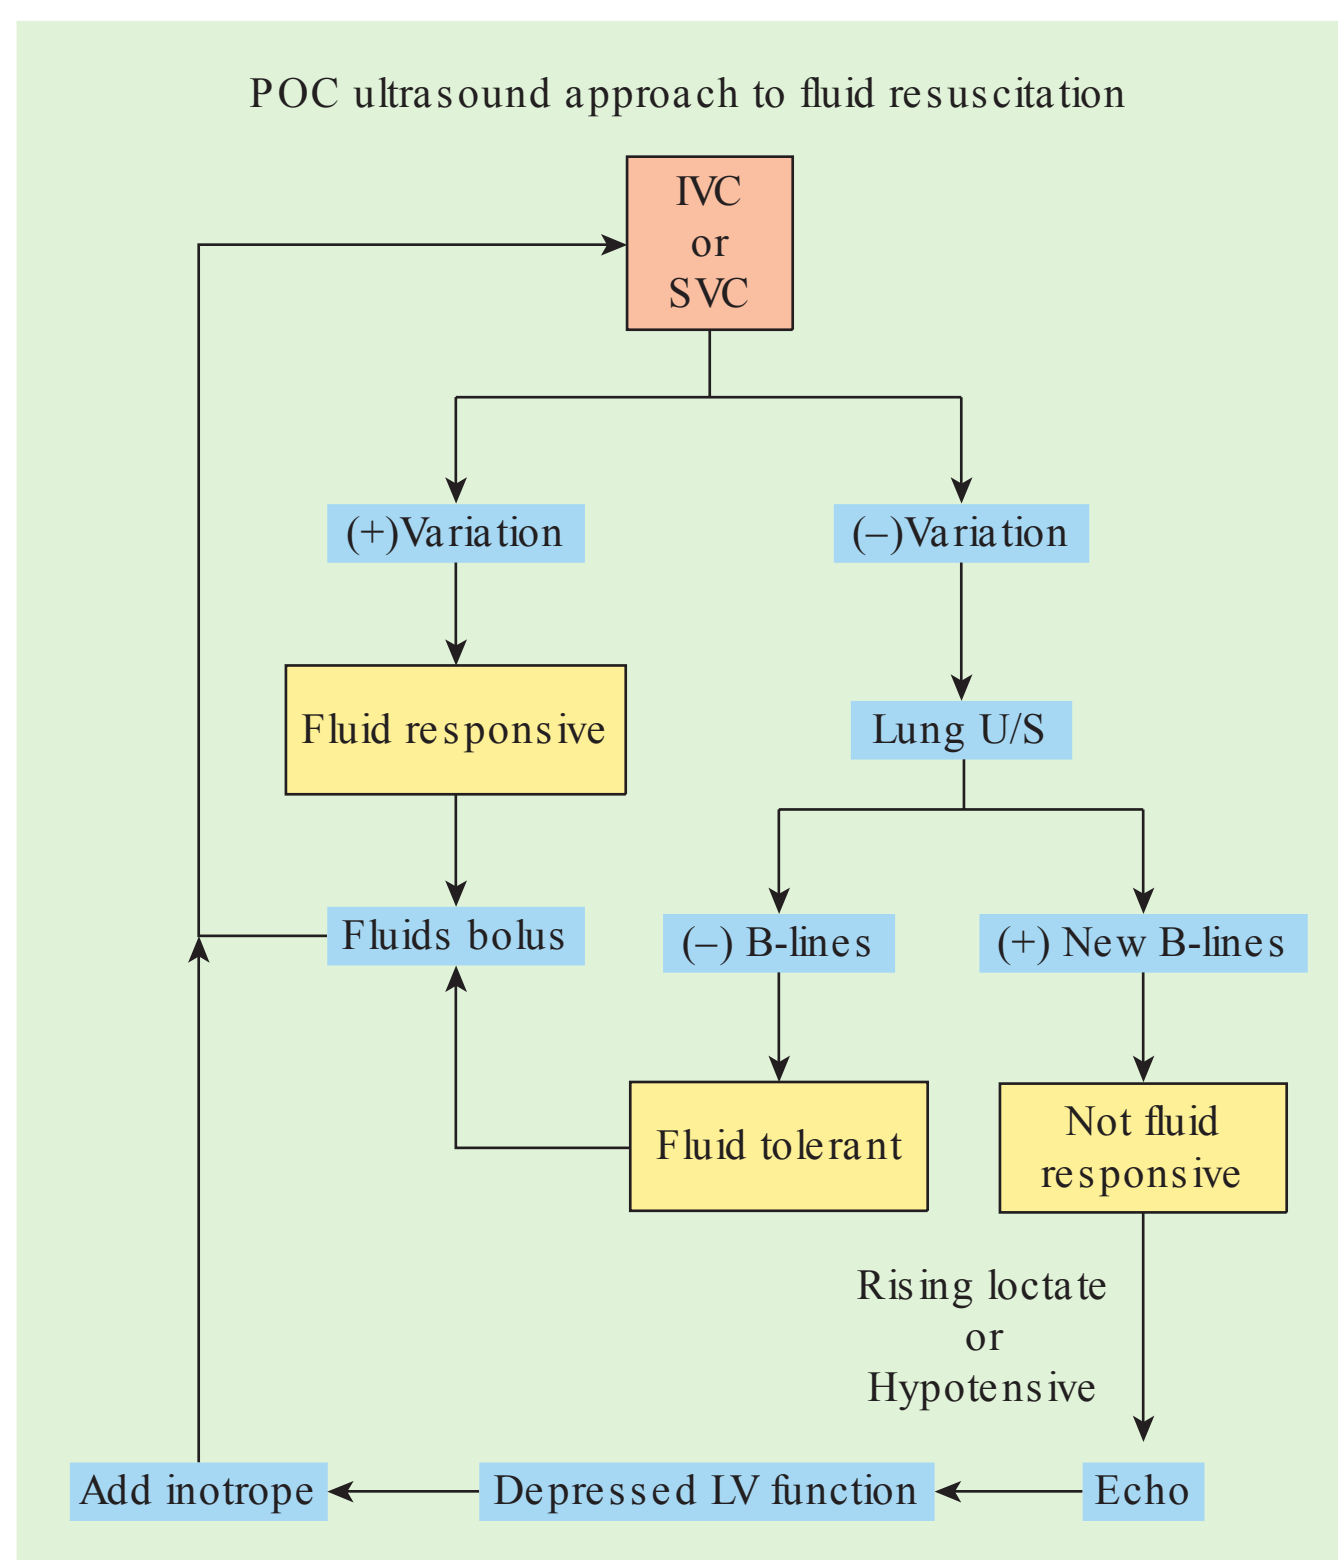 POC ultrasound approach to fluid resuscitation
IVC
or
SVC
(+)Variation
(–)Variation
Fluid responsive
Lung U/S
Fluids bolus
(–) B-lines
(+) New B-lines
Fluid tolerant
Not fluid
responsive
Rising loctate
or
Hypotensive
Add inotrope
Depressed LV function
Echo